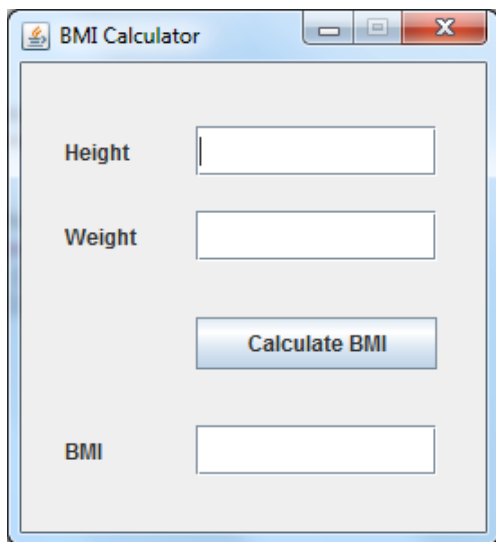 BMI Calculator
Height
Weight
Calculate BMI
BMI